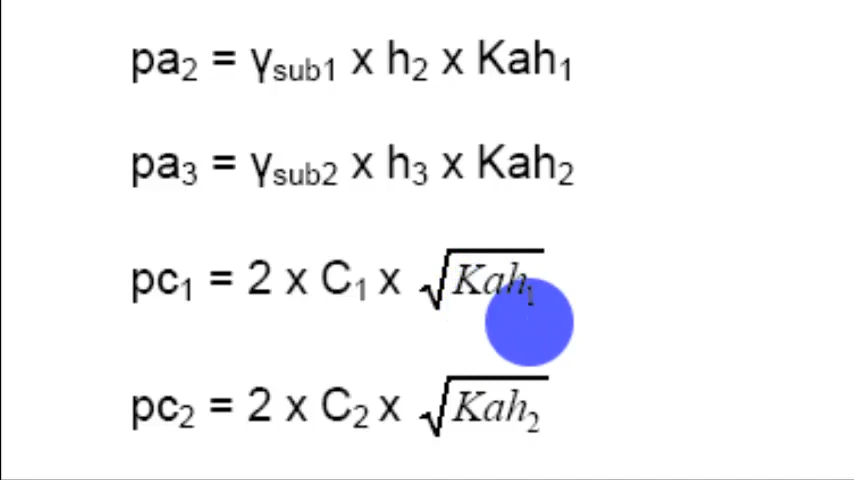 pa₂ = γsub1 x h₂ x Kah₁
pa₃ = γsub2 x h₃ x Kah₂
pc₁ = 2 x C₁ x √Kah₁
pc₂ = 2 x C₂ x √Kah₂